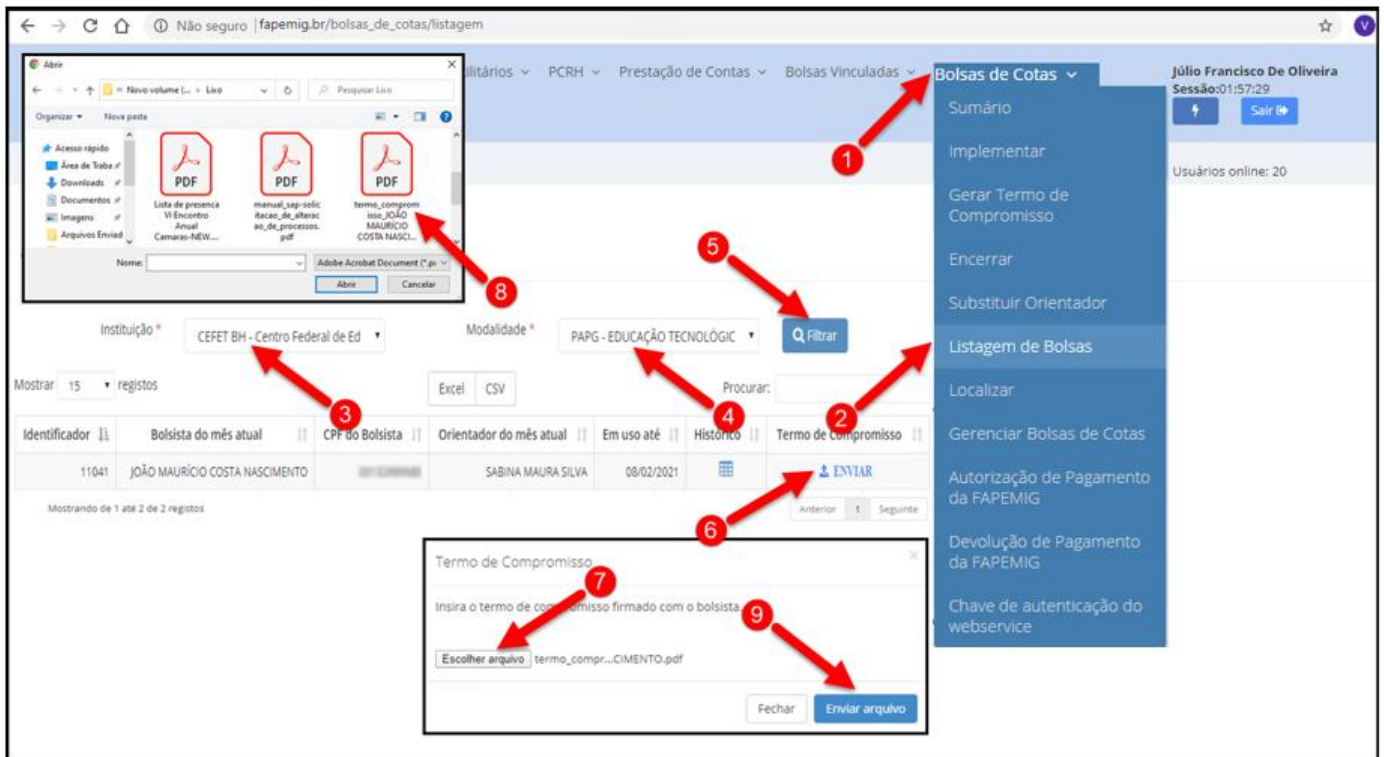 Não seguro | fapemig.br/bolsas_de_cotas/listagem
V
Abrir
Novo volume (... › Lixo
Pesquisar Lixo
Organizar
Nova pasta
Acesso rápido
Área de Traba
Downloads
Documentos
Imagens
Arquivos Enviad
PDF
PDF
PDF
Lista de presenca
VI Encontro
Anual
Camaras-NEW....
manual_sap-solic
itacao_de_alterac
ao_de_processos.
pdf
termo_comprom
isso_JOÃO
MAURÍCIO
COSTA NASCI...
Nome:
Adobe Acrobat Document (*.pc
Abrir
Cancelar
8
PCRH
Prestação de Contas
Bolsas Vinculadas
Bolsas de Cotas
1
Sumário
Implementar
Gerar Termo de
Compromisso
Encerrar
Substituir Orientador
Listagem de Bolsas
Localizar
Gerenciar Bolsas de Cotas
Autorização de Pagamento
da FAPEMIG
Devolução de Pagamento
da FAPEMIG
Chave de autenticação do
webservice
Júlio Francisco De Oliveira
Sessão:01:57:29
Sair
Usuários online: 20
5
Instituição *
CEFET BH - Centro Federal de Ed
Modalidade *
PAPG - EDUCAÇÃO TECNOLÓGIC
Filtrar
Mostrar 15 registos
Excel
CSV
Procurar:
3
4
2
Identificador
Bolsista do mês atual
CPF do Bolsista
Orientador do mês atual
Em uso até
Histórico
Termo de Compromisso
11041
JOÃO MAURÍCIO COSTA NASCIMENTO
SABINA MAURA SILVA
08/02/2021
ENVIAR
Mostrando de 1 até 2 de 2 registos
Anterior
1
Seguinte
6
Termo de Compromisso
×
7
Insira o termo de compromisso firmado com o bolsista.
9
Escolher arquivo
termo_compr...CIMENTO.pdf
Fechar
Enviar arquivo